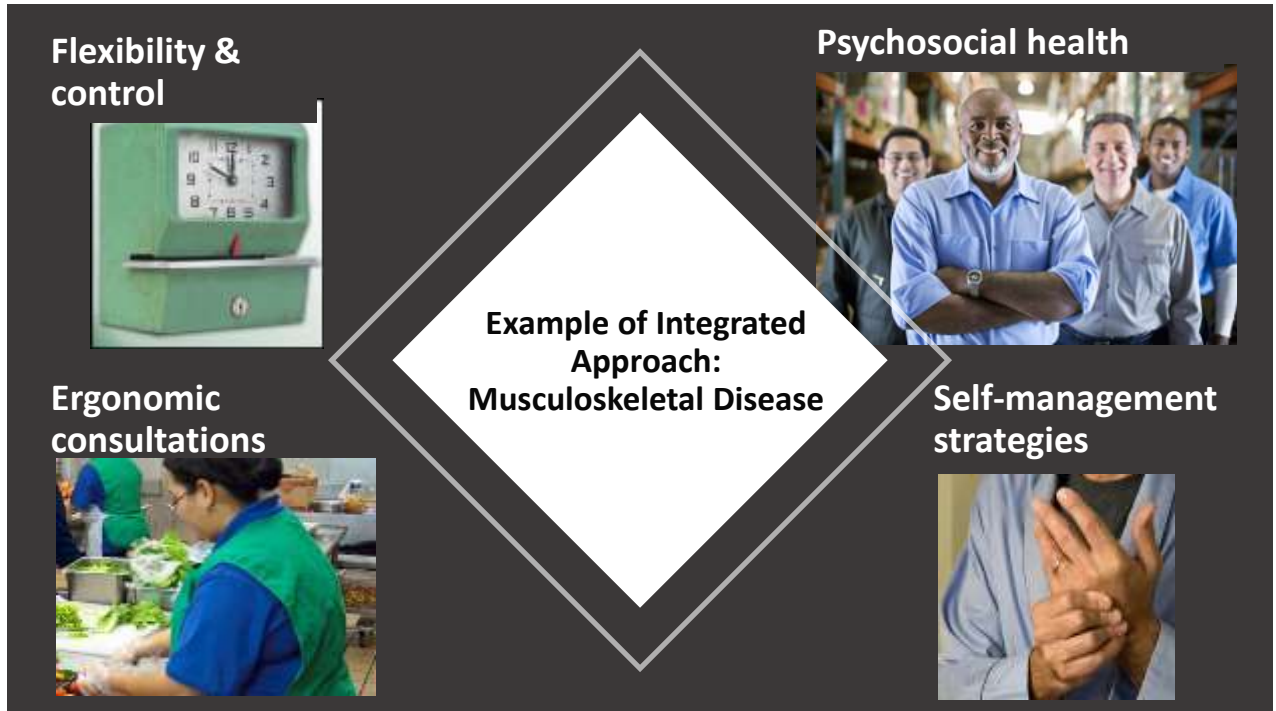 Flexibility &
control
Psychosocial health
Example of Integrated
Approach:
Musculoskeletal Disease
Ergonomic
consultations
Self-management
strategies